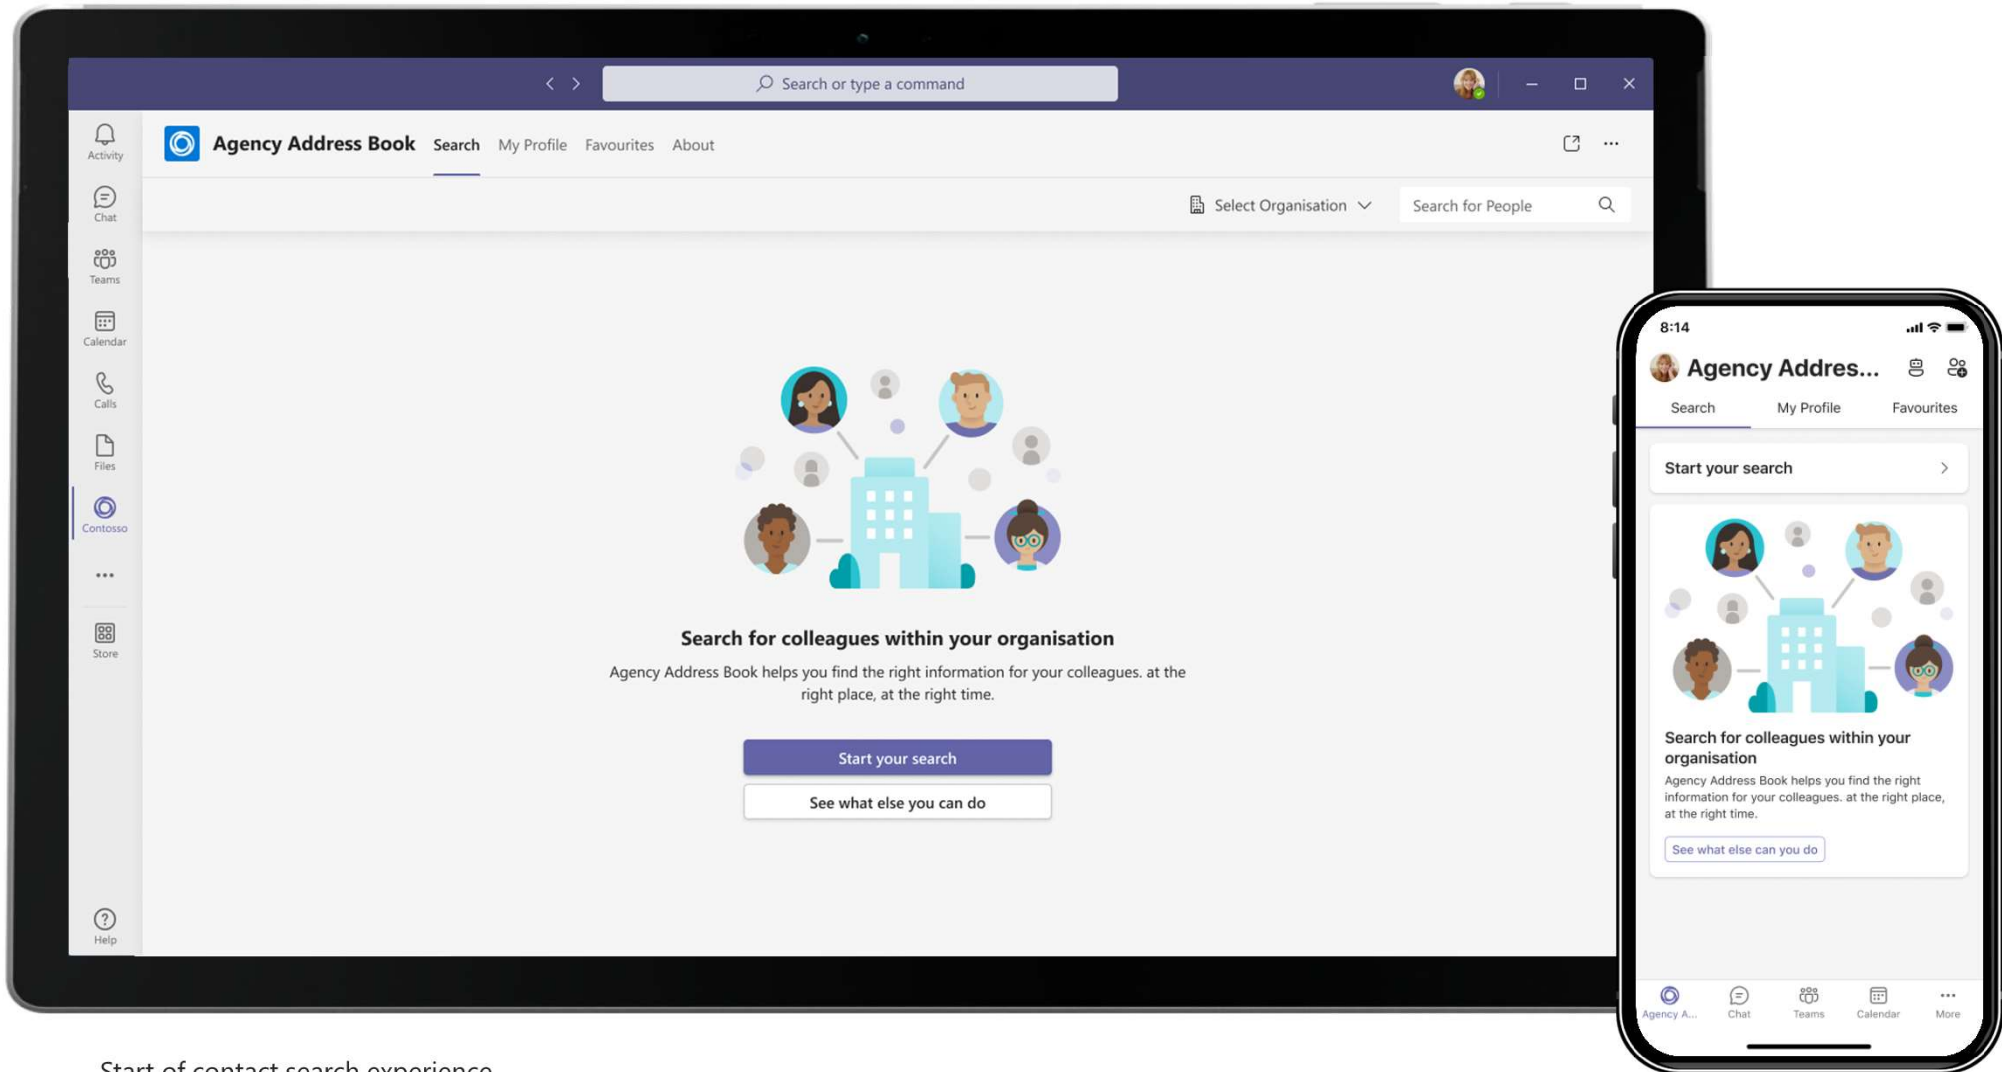 Search or type a command
Activity
Agency Address Book Search My Profile Favourites About
Chat
Select Organisation
Search for People
Teams
Calendar
Calls
Files
Contosso
Store
Help
Search for colleagues within your organisation
Agency Address Book helps you find the right information for your colleagues. at the
right place, at the right time.
Start your search
See what else you can do
8:14
Agency Addres...
Search My Profile Favourites
Start your search
Search for colleagues within your
organisation
Agency Address Book helps you find the right
information for your colleagues. at the right place,
at the right time.
See what else can you do
Agency A... Chat Teams Calendar More
Start of contact search experience